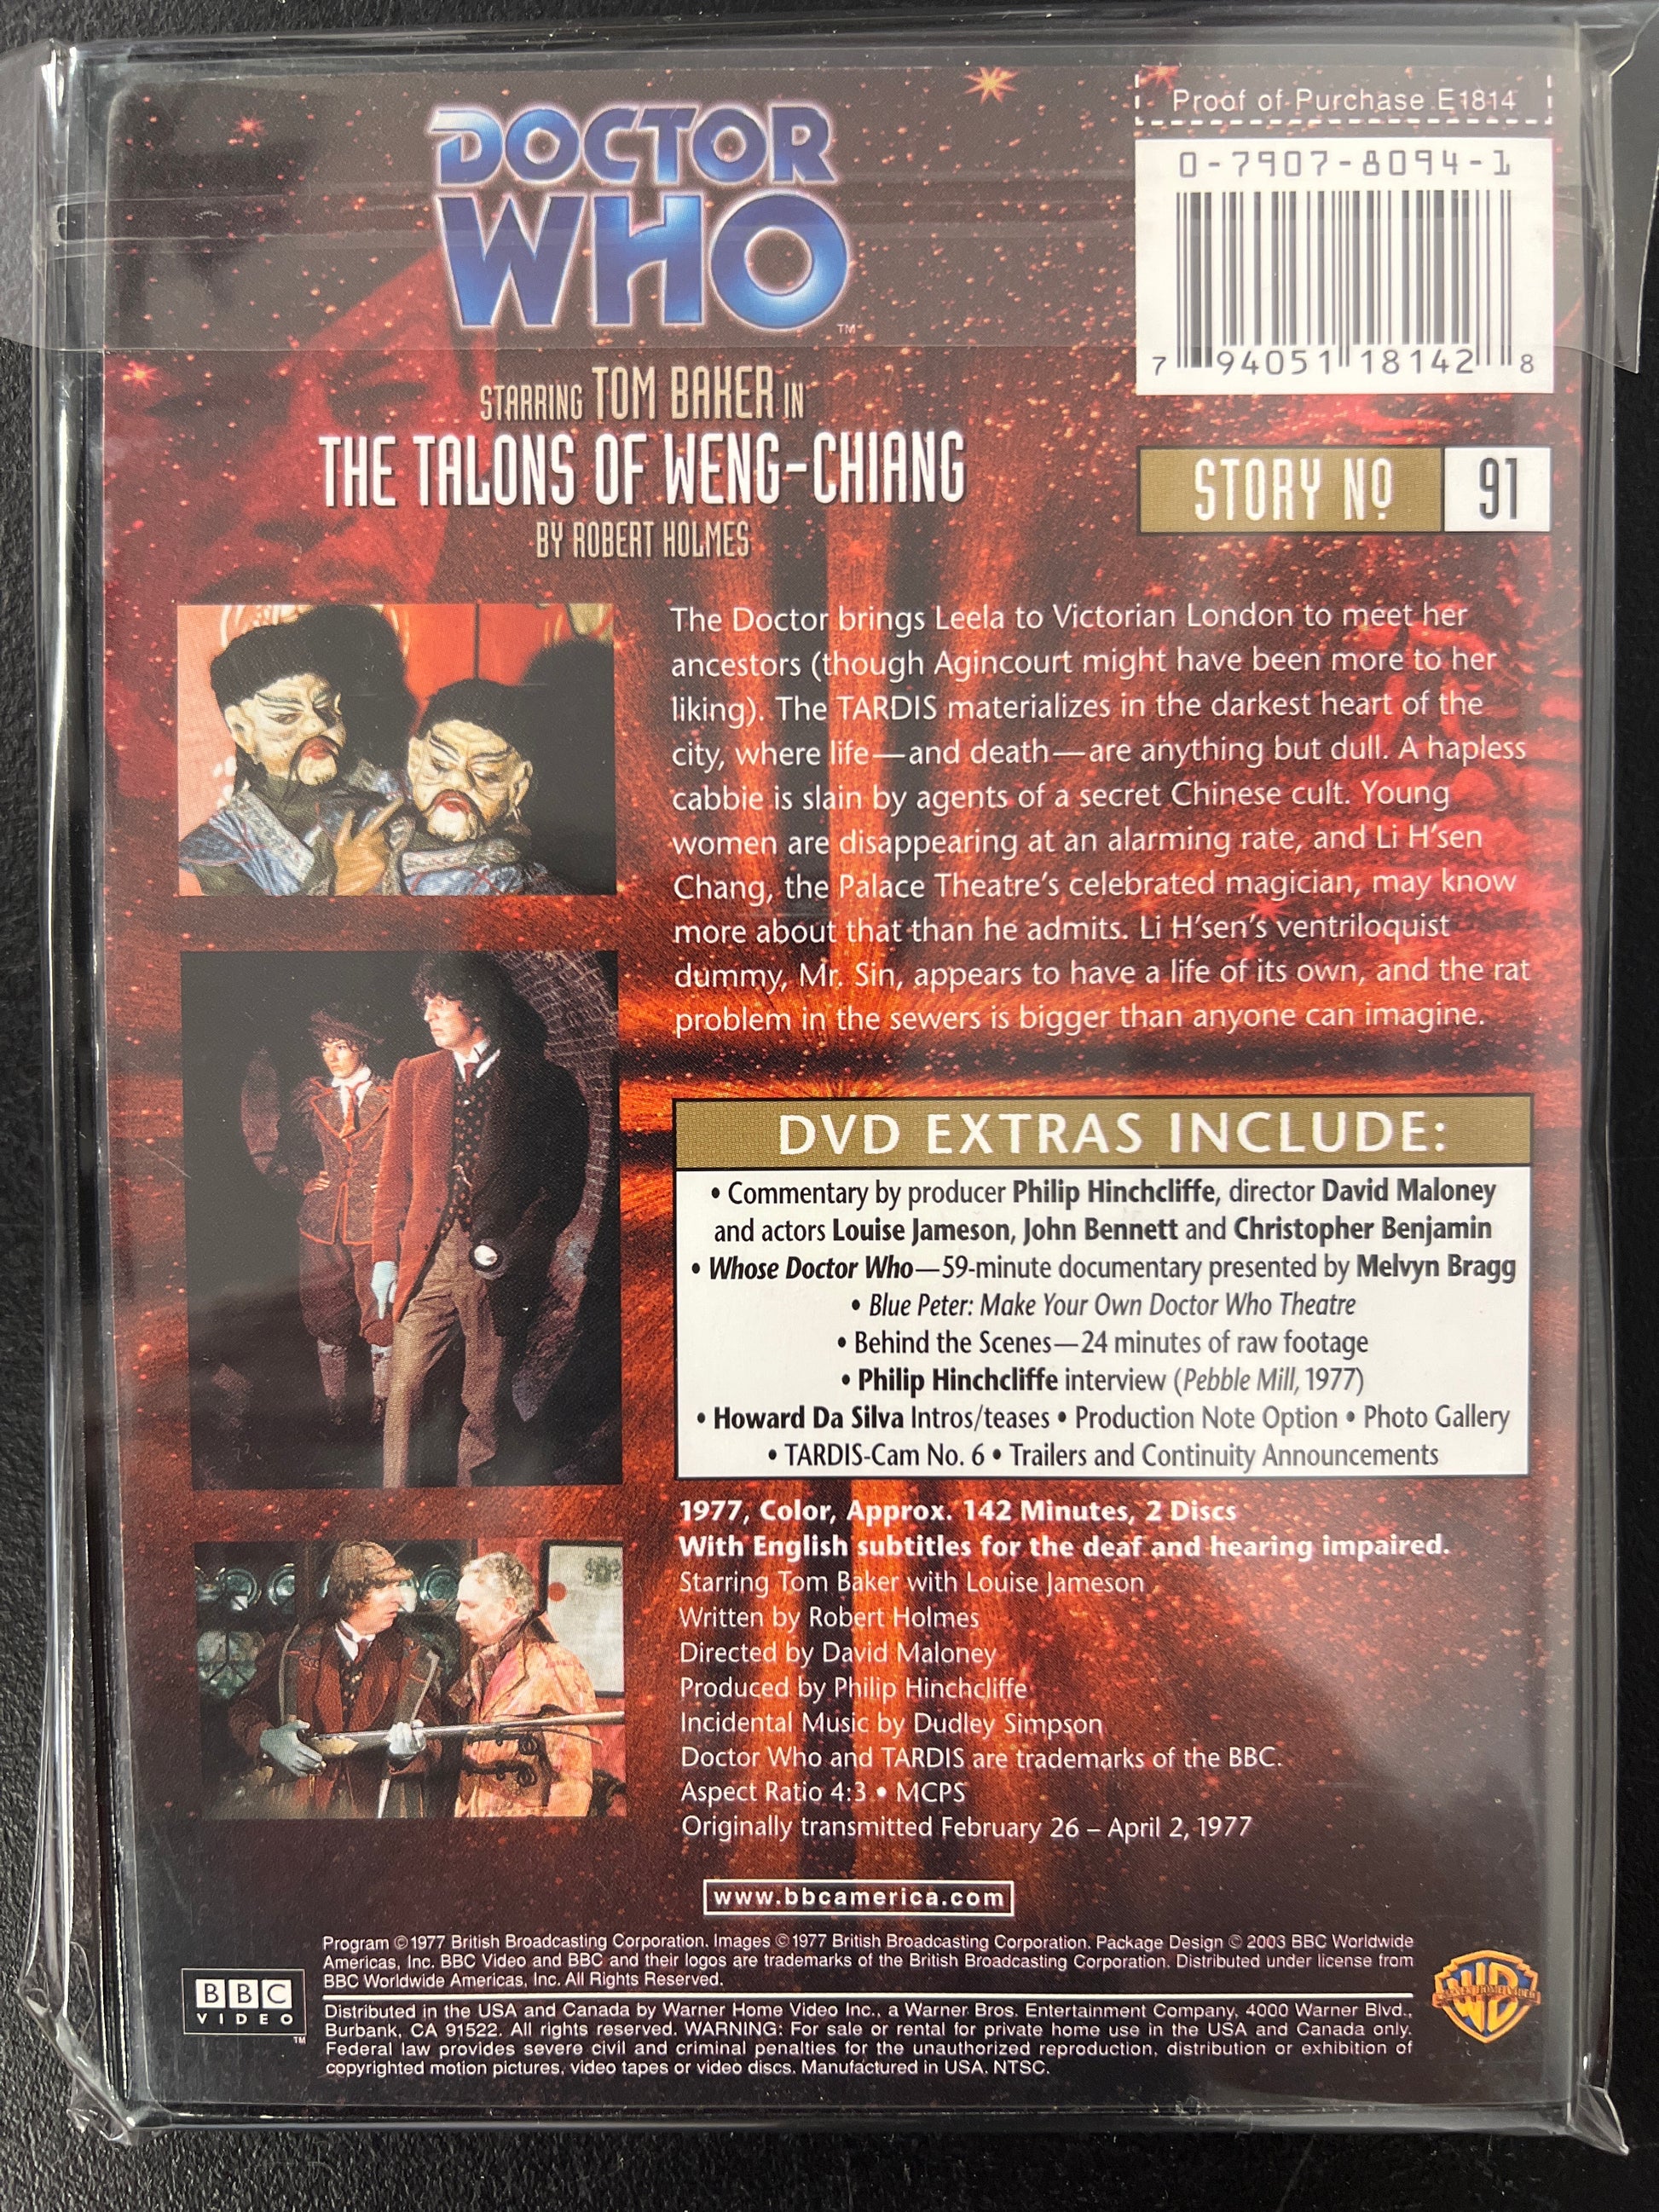 Proof of Purchase E1814
0-7907-8094-1
7 94051 18142 8
DOCTOR
WHO
TM
STARRING TOM BAKER IN
THE TALONS OF WENG-CHIANG
BY ROBERT HOLMES
STORY NO 91
The Doctor brings Leela to Victorian London to meet her
ancestors (though Agincourt might have been more to her
liking). The TARDIS materializes in the darkest heart of the
city, where life—and death—are anything but dull. A hapless
cabbie is slain by agents of a secret Chinese cult. Young
women are disappearing at an alarming rate, and Li H'sen
Chang, the Palace Theatre's celebrated magician, may know
more about that than he admits. Li H'sen's ventriloquist
dummy, Mr. Sin, appears to have a life of its own, and the rat
problem in the sewers is bigger than anyone can imagine.
DVD EXTRAS INCLUDE:
• Commentary by producer Philip Hinchcliffe, director David Maloney
and actors Louise Jameson, John Bennett and Christopher Benjamin
• Whose Doctor Who—59-minute documentary presented by Melvyn Bragg
• Blue Peter: Make Your Own Doctor Who Theatre
• Behind the Scenes—24 minutes of raw footage
• Philip Hinchcliffe interview (Pebble Mill, 1977)
• Howard Da Silva Intros/teases • Production Note Option • Photo Gallery
• TARDIS-Cam No. 6 • Trailers and Continuity Announcements
1977, Color, Approx. 142 Minutes, 2 Discs
With English subtitles for the deaf and hearing impaired.
Starring Tom Baker with Louise Jameson
Written by Robert Holmes
Directed by David Maloney
Produced by Philip Hinchcliffe
Incidental Music by Dudley Simpson
Doctor Who and TARDIS are trademarks of the BBC.
Aspect Ratio 4:3 • MCPS
Originally transmitted February 26 – April 2, 1977
www.bbcamerica.com
Program ©1977 British Broadcasting Corporation. Images ©1977 British Broadcasting Corporation. Package Design © 2003 BBC Worldwide
Americas, Inc. BBC Video and BBC and their logos are trademarks of the British Broadcasting Corporation. Distributed under license from
BBC Worldwide Americas, Inc. All Rights Reserved.
BBC
VIDEO
TM
Distributed in the USA and Canada by Warner Home Video Inc., a Warner Bros. Entertainment Company, 4000 Warner Blvd.,
Burbank, CA 91522. All rights reserved. WARNING: For sale or rental for private home use in the USA and Canada only.
Federal law provides severe civil and criminal penalties for the unauthorized reproduction, distribution or exhibition of
copyrighted motion pictures, video tapes or video discs. Manufactured in USA. NTSC.
WB
WARNER HOME VIDEO